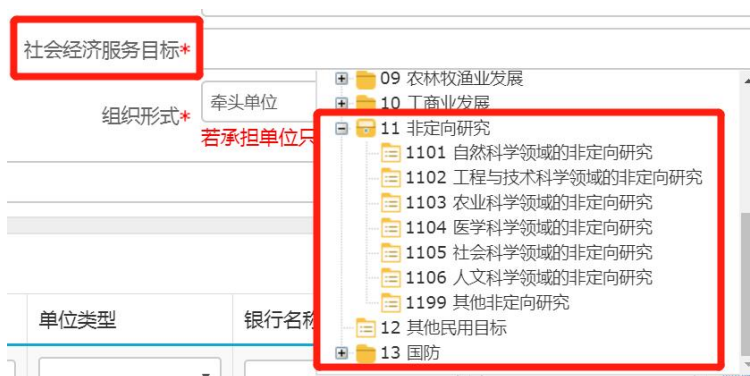 社会经济服务目标*
09 农林牧渔业发展
牵头单位
10 工商业发展
组织形式*
若承担单位只
11 非定向研究
1101 自然科学领域的非定向研究
1102 工程与技术科学领域的非定向研究
1103 农业科学领域的非定向研究
1104 医学科学领域的非定向研究
1105 社会科学领域的非定向研究
1106 人文科学领域的非定向研究
1199 其他非定向研究
单位类型
银行名称
12 其他民用目标
13 国防